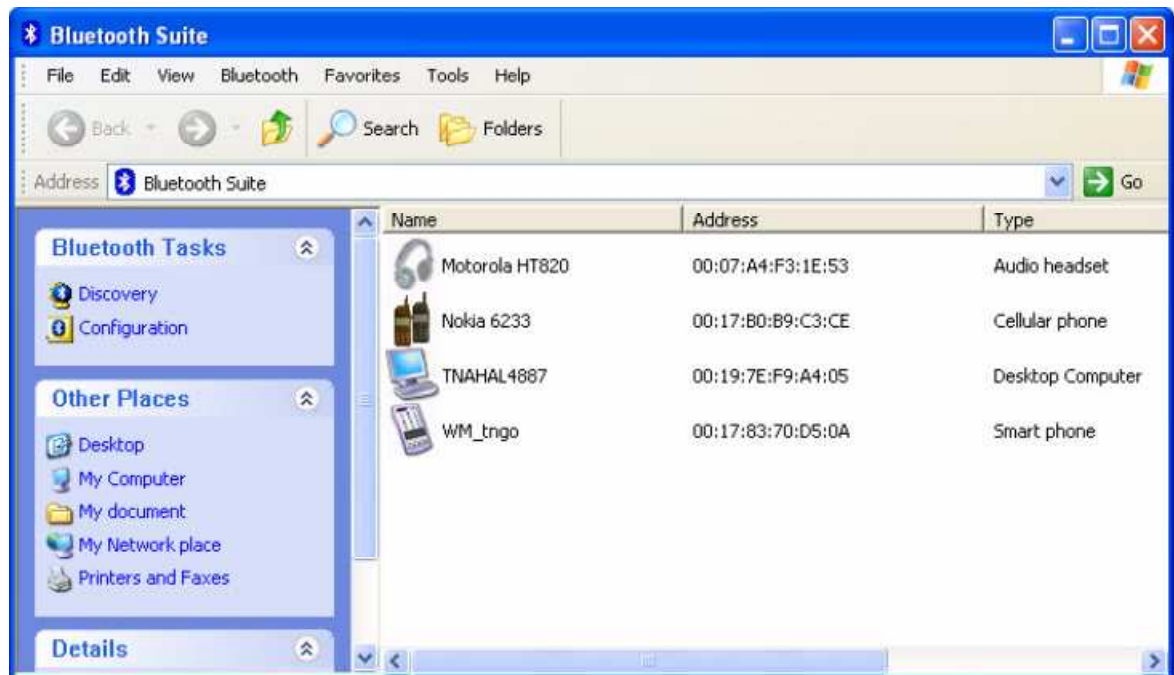 Bluetooth Suite
File Edit View Bluetooth Favorites Tools Help
Back Search Folders
Address Bluetooth Suite Go
Bluetooth Tasks
Discovery
Configuration
Other Places
Desktop
My Computer
My document
My Network place
Printers and Faxes
Details
Name Address Type
Motorola HT820 00:07:A4:F3:1E:53 Audio headset
Nokia 6233 00:17:B0:B9:C3:CE Cellular phone
TNAHAL4887 00:19:7E:F9:A4:05 Desktop Computer
WM_tngo 00:17:83:70:D5:0A Smart phone